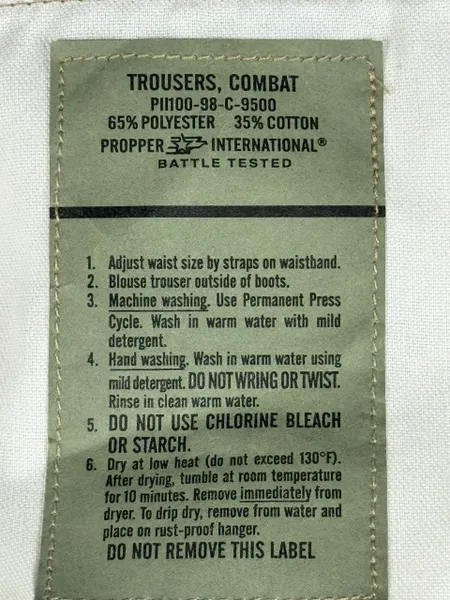 TROUSERS, COMBAT
PII100-98-C-9500
65% POLYESTER 35% COTTON
PROPPER INTERNATIONAL®
BATTLE TESTED
1. Adjust waist size by straps on waistband.
2. Blouse trouser outside of boots.
3. Machine washing. Use Permanent Press
Cycle. Wash in warm water with mild
detergent.
4. Hand washing. Wash in warm water using
mild detergent. DO NOT WRING OR TWIST.
Rinse in clean warm water.
5. DO NOT USE CHLORINE BLEACH
OR STARCH.
6. Dry at low heat (do not exceed 130°F).
After drying, tumble at room temperature
for 10 minutes. Remove immediately from
dryer. To drip dry, remove from water and
place on rust-proof hanger.
DO NOT REMOVE THIS LABEL